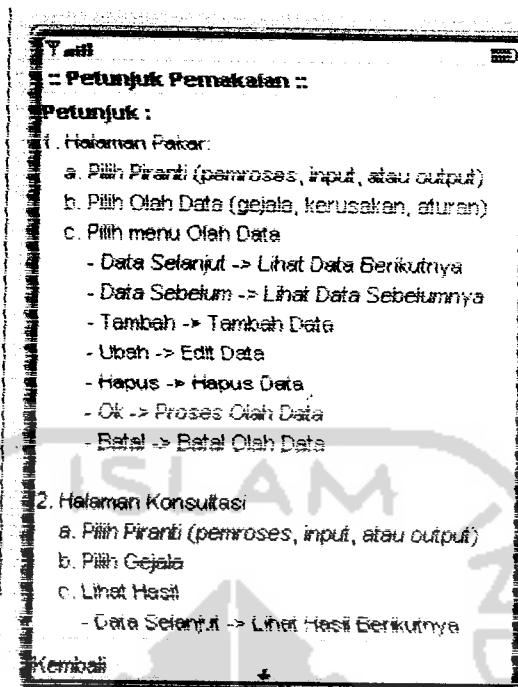 :: Petunjuk Pemakaian ::
Petunjuk :
1. Halaman Pakar:
a. Pilih Piranti (pemroses, input, atau output)
b. Pilih Olah Data (gejala, kerusakan, aturan)
c. Pilih menu Olah Data
- Data Selanjut -> Lihat Data Berikutnya
- Data Sebelum -> Lihat Data Sebelumnya
- Tambah -> Tambah Data
- Ubah -> Edit Data
- Hapus -> Hapus Data
- Ok -> Proses Olah Data
- Batal -> Batal Olah Data
ISLAM
2. Halaman Konsultasi
a. Pilih Piranti (pemroses, input, atau output)
b. Pilih Gejala
c. Lihat Hasil
- Data Selanjut -> Lihat Hasil Berikutnya
Kembali